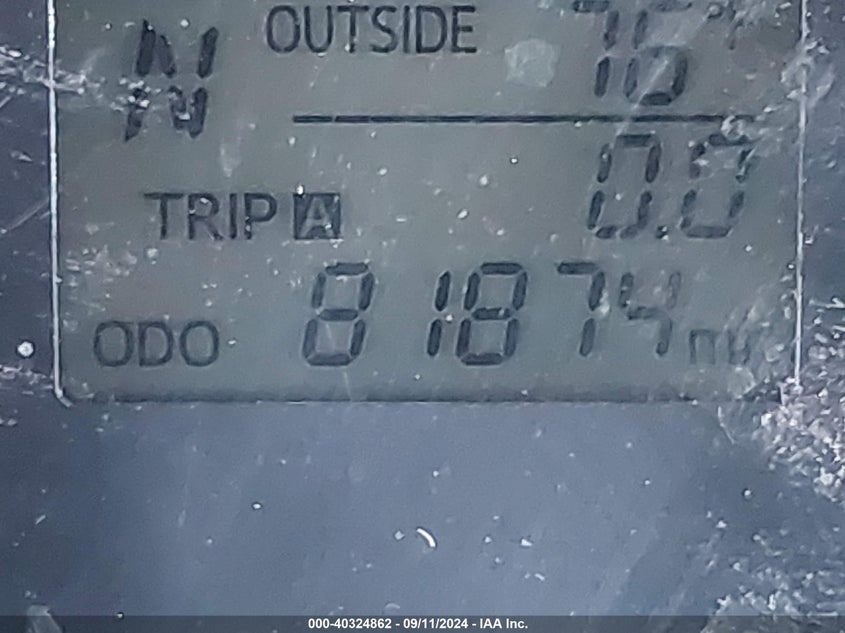 OUTSIDE 76°F
N
TRIP A 0.0
ODO 81874 mi
000-40324862 - 09/11/2024 - IAA Inc.